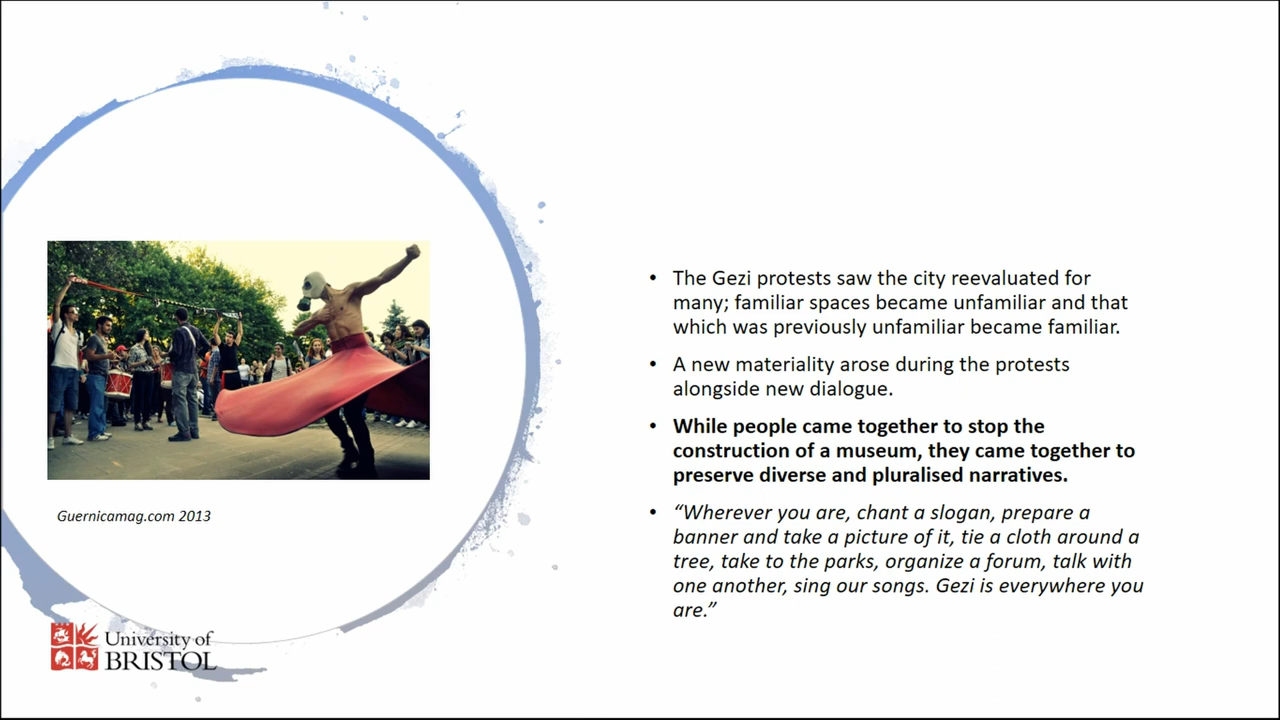 • The Gezi protests saw the city reevaluated for
many; familiar spaces became unfamiliar and that
which was previously unfamiliar became familiar.
• A new materiality arose during the protests
alongside new dialogue.
• While people came together to stop the
construction of a museum, they came together to
preserve diverse and pluralised narratives.
• “Wherever you are, chant a slogan, prepare a
banner and take a picture of it, tie a cloth around a
tree, take to the parks, organize a forum, talk with
one another, sing our songs. Gezi is everywhere you
are.”
Guernicamag.com 2013
University of
BRISTOL